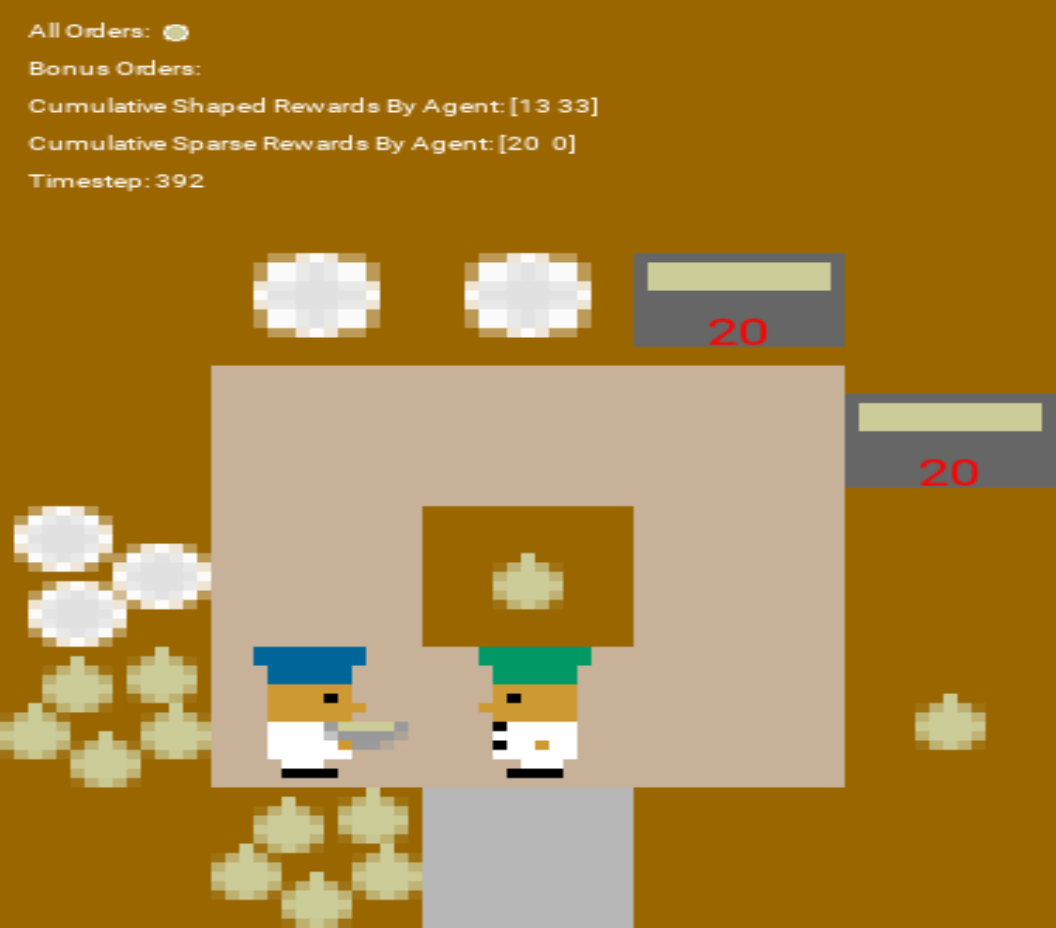 All Orders:
Bonus Orders:
Cumulative Shaped Rewards By Agent: [13 33]
Cumulative Sparse Rewards By Agent: [20  0]
Timestep: 392
20
20